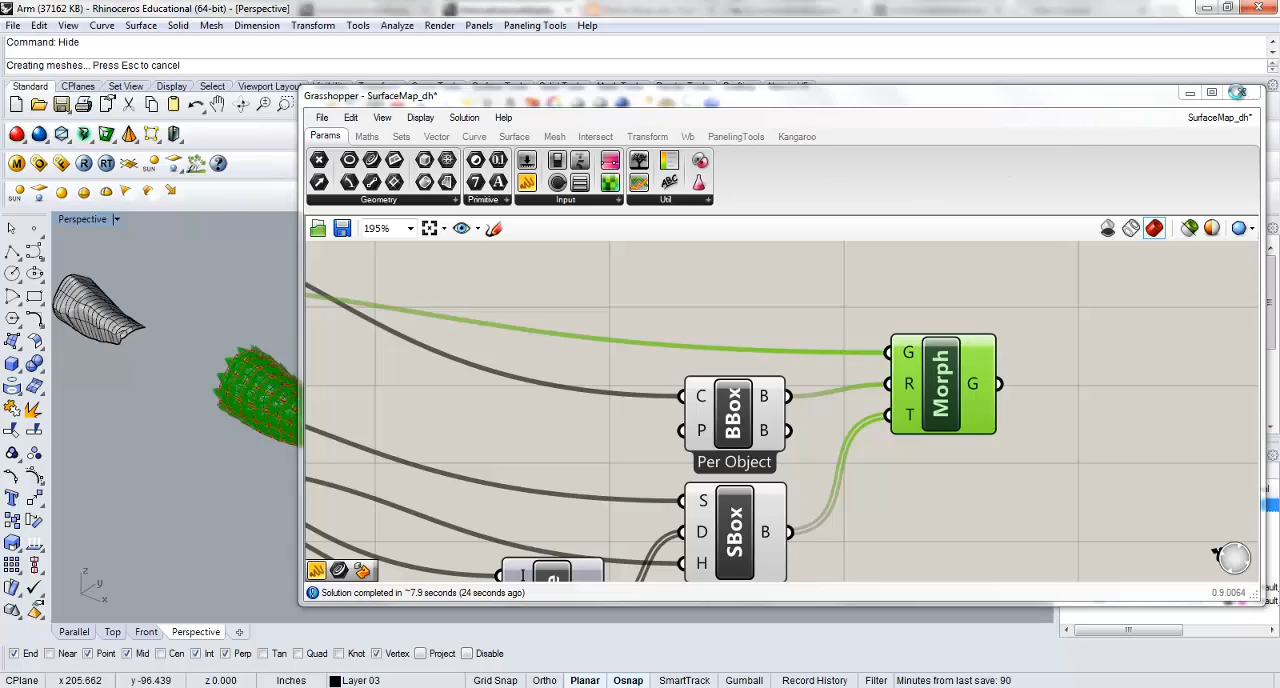 Arm (37162 KB) - Rhinoceros Educational (64-bit) - [Perspective]
File Edit View Curve Surface Solid Mesh Dimension Transform Tools Analyze Render Panels Paneling Tools Help
Command: Hide
Creating meshes... Press Esc to cancel
Standard CPlanes Set View Display Select Viewport Layout
Grasshopper - SurfaceMap_dh*
File Edit View Display Solution Help SurfaceMap_dh*
Params Maths Sets Vector Curve Surface Mesh Intersect Transform Wb PanelingTools Kangaroo
Geometry Primitive Input Util
195%
Perspective
G Morph G
R
T
C BBox B
P B
Per Object
S SBox
D B
H
I
z
y
x
Solution completed in ~7.9 seconds (24 seconds ago) 0.9.0064
Parallel Top Front Perspective
End Near Point Mid Cen Int Perp Tan Quad Knot Vertex Project Disable
CPlane x 205.662 y -96.439 z 0.000 Inches Layer 03 Grid Snap Ortho Planar Osnap SmartTrack Gumball Record History Filter Minutes from last save: 90